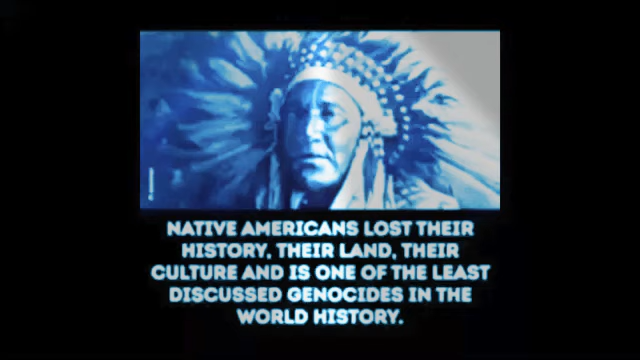 NATIVE AMERICANS LOST THEIR
HISTORY, THEIR LAND, THEIR
CULTURE AND IS ONE OF THE LEAST
DISCUSSED GENOCIDES IN THE
WORLD HISTORY.